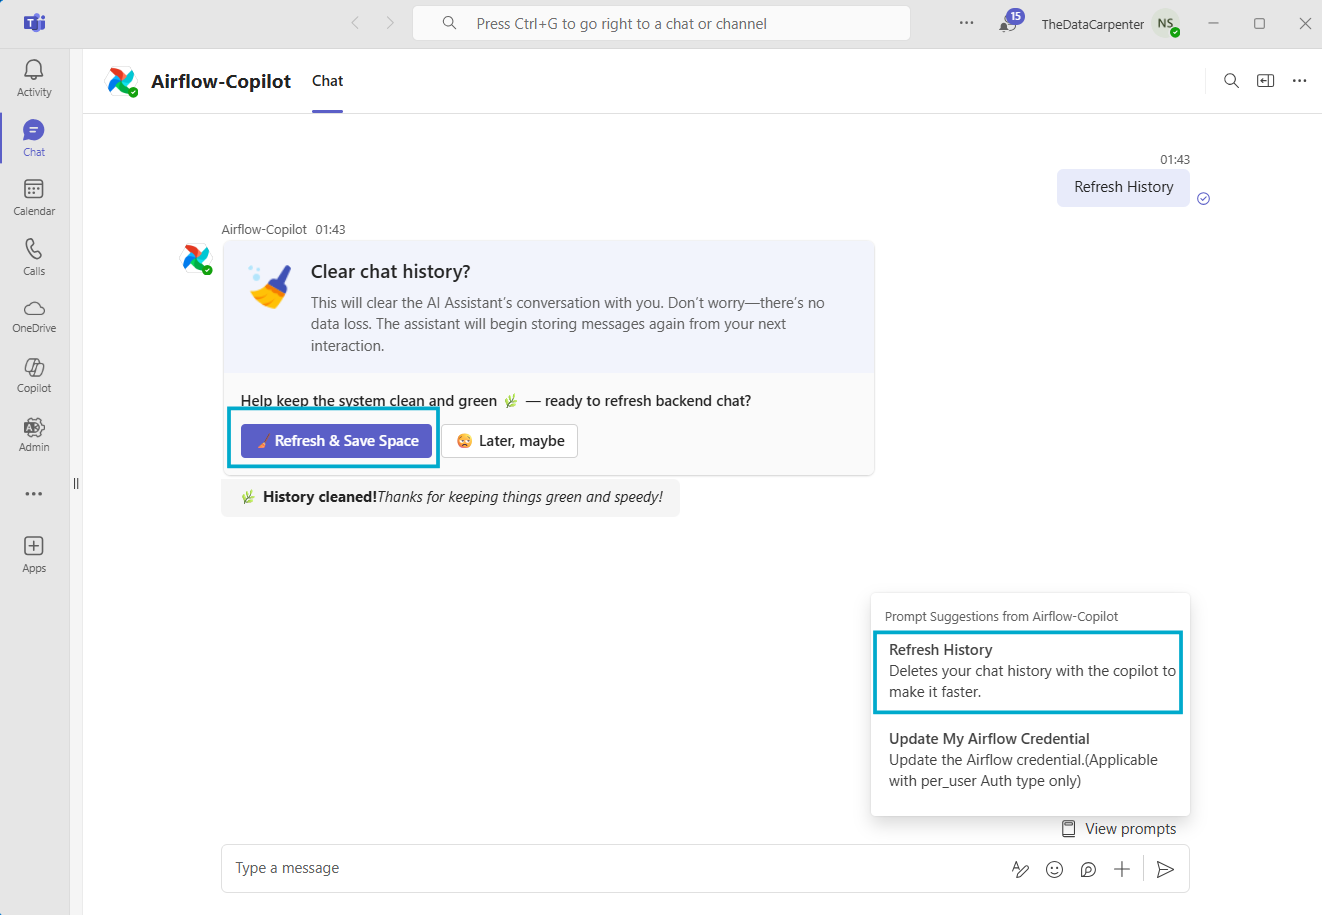 Press Ctrl+G to go right to a chat or channel
15
TheDataCarpenter
NS
Activity
Chat
Calendar
Calls
OneDrive
Copilot
Admin
Apps
Airflow-Copilot
Chat
01:43
Refresh History
Airflow-Copilot 01:43
Clear chat history?
This will clear the AI Assistant's conversation with you. Don't worry—there's no
data loss. The assistant will begin storing messages again from your next
interaction.
Help keep the system clean and green 🌿 — ready to refresh backend chat?
Refresh & Save Space
Later, maybe
History cleaned!Thanks for keeping things green and speedy!
Prompt Suggestions from Airflow-Copilot
Refresh History
Deletes your chat history with the copilot to
make it faster.
Update My Airflow Credential
Update the Airflow credential.(Applicable
with per_user Auth type only)
View prompts
Type a message